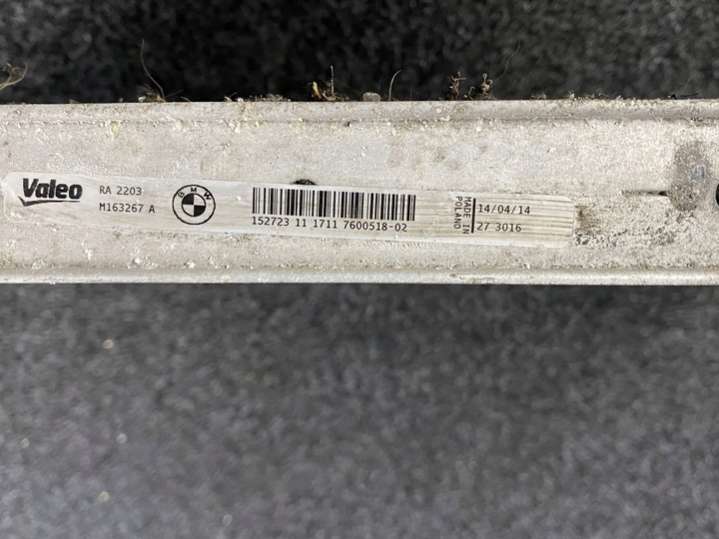 Valeo
RA 2203
M163267 A
BMW
152723 11 1711 7600518-02
MADE IN
POLAND
14/04/14
27 3016